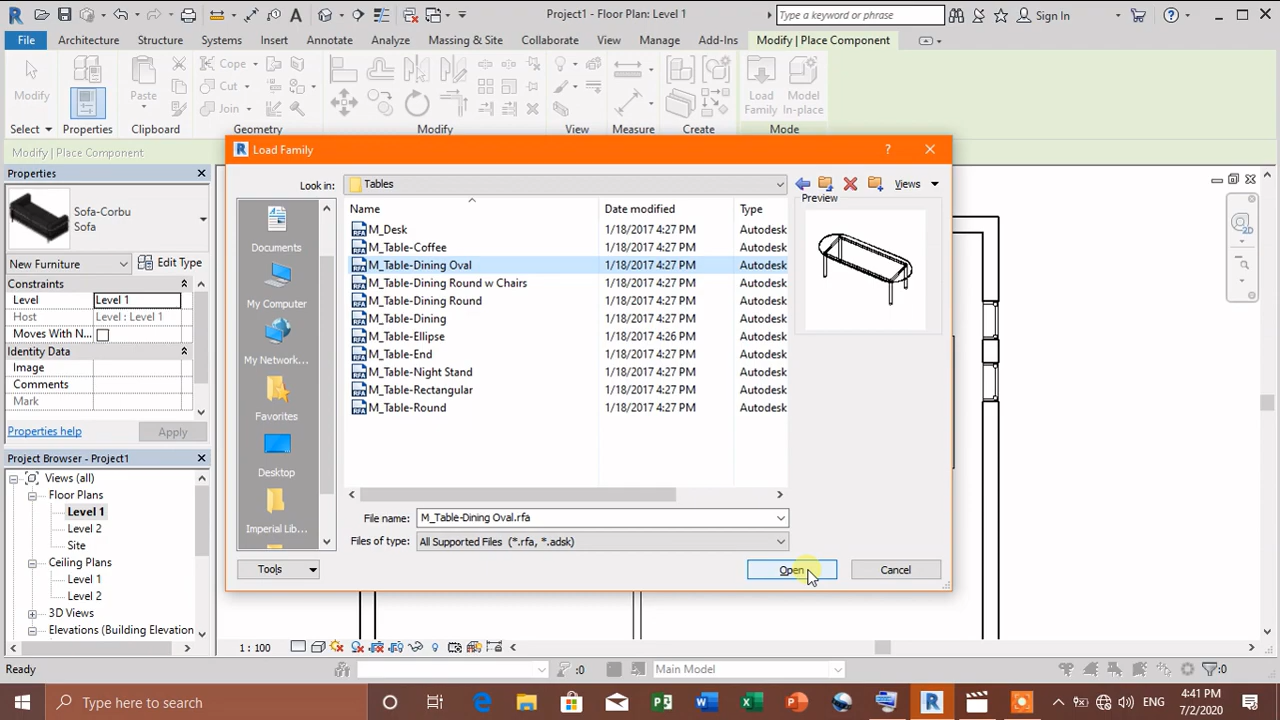 Project1 - Floor Plan: Level 1
Type a keyword or phrase
Sign In
File Architecture Structure Systems Insert Annotate Analyze Massing & Site Collaborate View Manage Add-Ins Modify | Place Component
Modify
Cope
Cut
Join
Paste
Load Family
Model In-place
Select Properties Clipboard Geometry Modify View Measure Create Mode
Modify | Place Component
Properties
Sofa-Corbu
Sofa
New Furniture Edit Type
Constraints
Level Level 1
Host Level : Level 1
Moves With N...
Identity Data
Image
Comments
Mark
Properties help Apply
Project Browser - Project1
Views (all)
Floor Plans
Level 1
Level 2
Site
Ceiling Plans
Level 1
Level 2
3D Views
Elevations (Building Elevation
Load Family
Look in: Tables Views
Documents
My Computer
My Network...
Favorites
Desktop
Imperial Lib...
Name Date modified Type
M_Desk 1/18/2017 4:27 PM Autodesk
M_Table-Coffee 1/18/2017 4:27 PM Autodesk
M_Table-Dining Oval 1/18/2017 4:27 PM Autodesk
M_Table-Dining Round w Chairs 1/18/2017 4:27 PM Autodesk
M_Table-Dining Round 1/18/2017 4:27 PM Autodesk
M_Table-Dining 1/18/2017 4:27 PM Autodesk
M_Table-Ellipse 1/18/2017 4:26 PM Autodesk
M_Table-End 1/18/2017 4:27 PM Autodesk
M_Table-Night Stand 1/18/2017 4:27 PM Autodesk
M_Table-Rectangular 1/18/2017 4:27 PM Autodesk
M_Table-Round 1/18/2017 4:27 PM Autodesk
Preview
File name: M_Table-Dining Oval.rfa
Files of type: All Supported Files (*.rfa, *.adsk)
Tools Open Cancel
1 : 100
Ready :0 Main Model :0
Type here to search
ENG
4:41 PM
7/2/2020